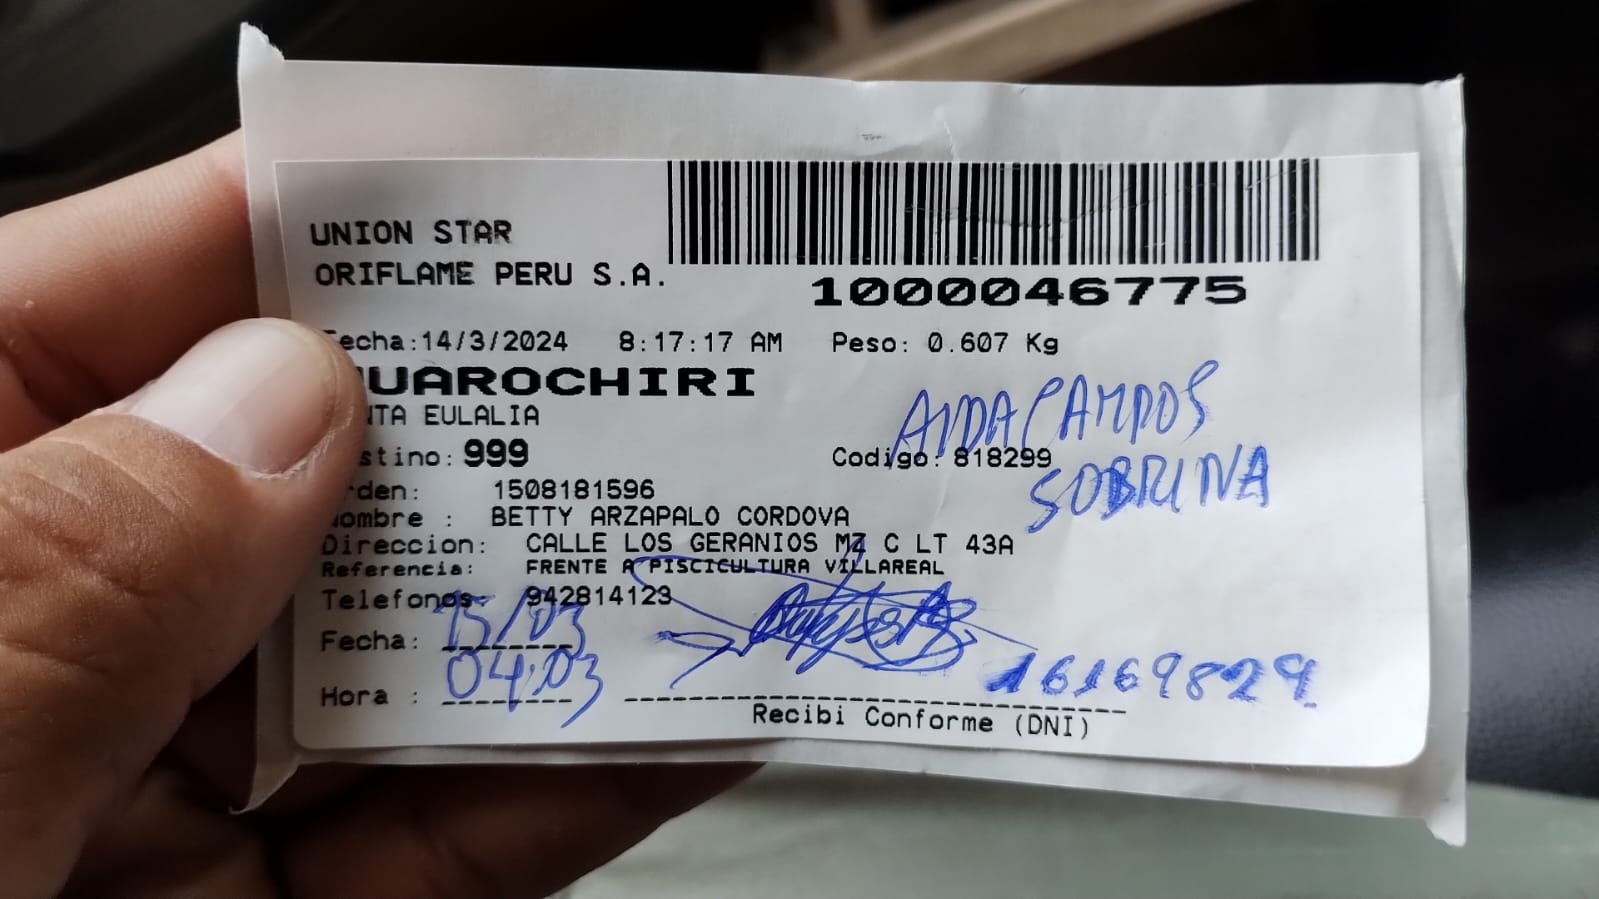 UNION STAR
ORIFLAME PERU S.A.
1000046775
echa:14/3/2024 8:17:17 AM Peso: 0.607 Kg
UAROCHIRI
NTA EULALIA
AIDA CAMPOS
stino: 999 Codigo: 818299
SOBRINA
rden: 1508181596
Nombre : BETTY ARZAPALO CORDOVA
Direccion: CALLE LOS GERANIOS MZ C LT 43A
Referencia: FRENTE A PISCICULTURA VILLAREAL
Telefonos: 942814123
Fecha: 15/03
Hora : 04:03 16169829
Recibi Conforme (DNI)